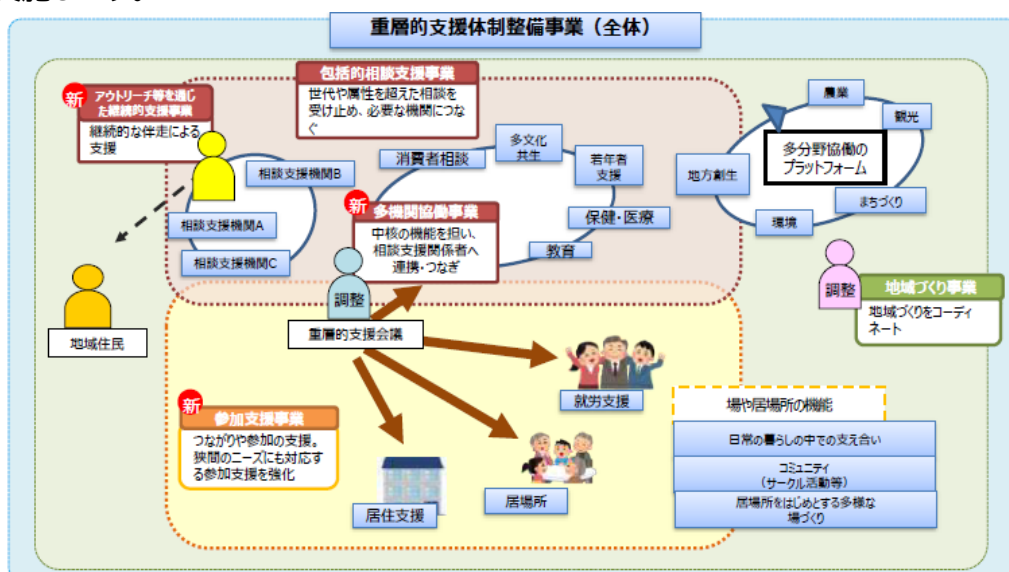 重層的支援体制整備事業（全体）
新
アウトリーチ等を通じ
た継続的支援事業
継続的な伴走による
支援
包括的相談支援事業
世代や属性を超えた相談を
受け止め、必要な機関につな
ぐ
相談支援機関B
相談支援機関A
相談支援機関C
消費者相談
多文化
共生
若年者
支援
保健・医療
教育
新
多機関協働事業
中核の機能を担い、
相談支援関係者へ
連携・つなぎ
農業
観光
多分野協働の
プラットフォーム
地方創生
まちづくり
環境
調整
重層的支援会議
地域住民
調整
地域づくり事業
地域づくりをコーディ
ネート
新
参加支援事業
つながりや参加の支援。
狭間のニーズにも対応す
る参加支援を強化
就労支援
居場所
居住支援
場や居場所の機能
日常の暮らしの中での支え合い
コミュニティ
（サークル活動等）
居場所をはじめとする多様な
場づくり